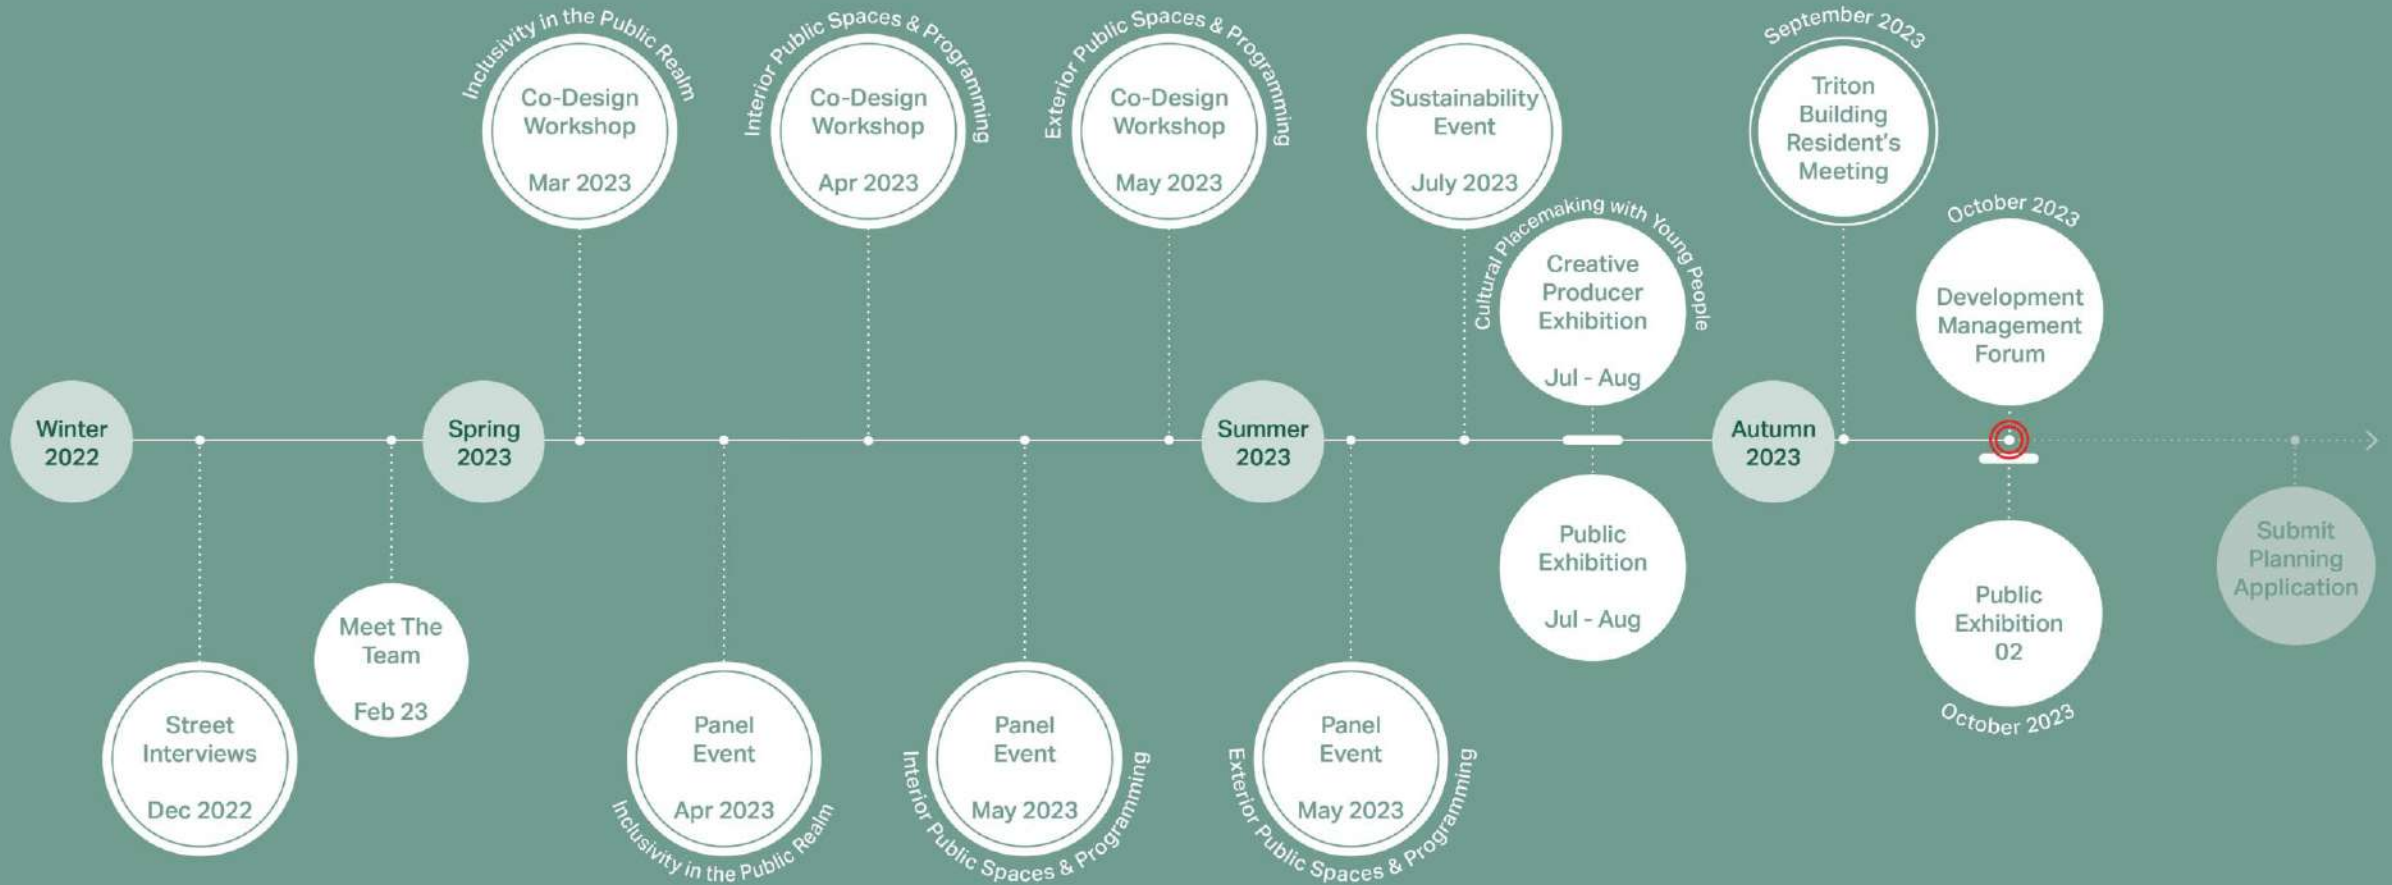 Winter
2022
Street
Interviews
Dec 2022
Meet The
Team
Feb 23
Spring
2023
Inclusivity in the Public Realm
Co-Design
Workshop
Mar 2023
Panel
Event
Apr 2023
Inclusivity in the Public Realm
Interior Public Spaces & Programming
Co-Design
Workshop
Apr 2023
Panel
Event
May 2023
Interior Public Spaces & Programming
Exterior Public Spaces & Programming
Co-Design
Workshop
May 2023
Summer
2023
Panel
Event
May 2023
Exterior Public Spaces & Programming
Sustainability
Event
July 2023
Cultural Placemaking with Young People
Creative
Producer
Exhibition
Jul - Aug
Public
Exhibition
Jul - Aug
Autumn
2023
September 2023
Triton
Building
Resident's
Meeting
October 2023
Development
Management
Forum
Public
Exhibition
02
October 2023
Submit
Planning
Application